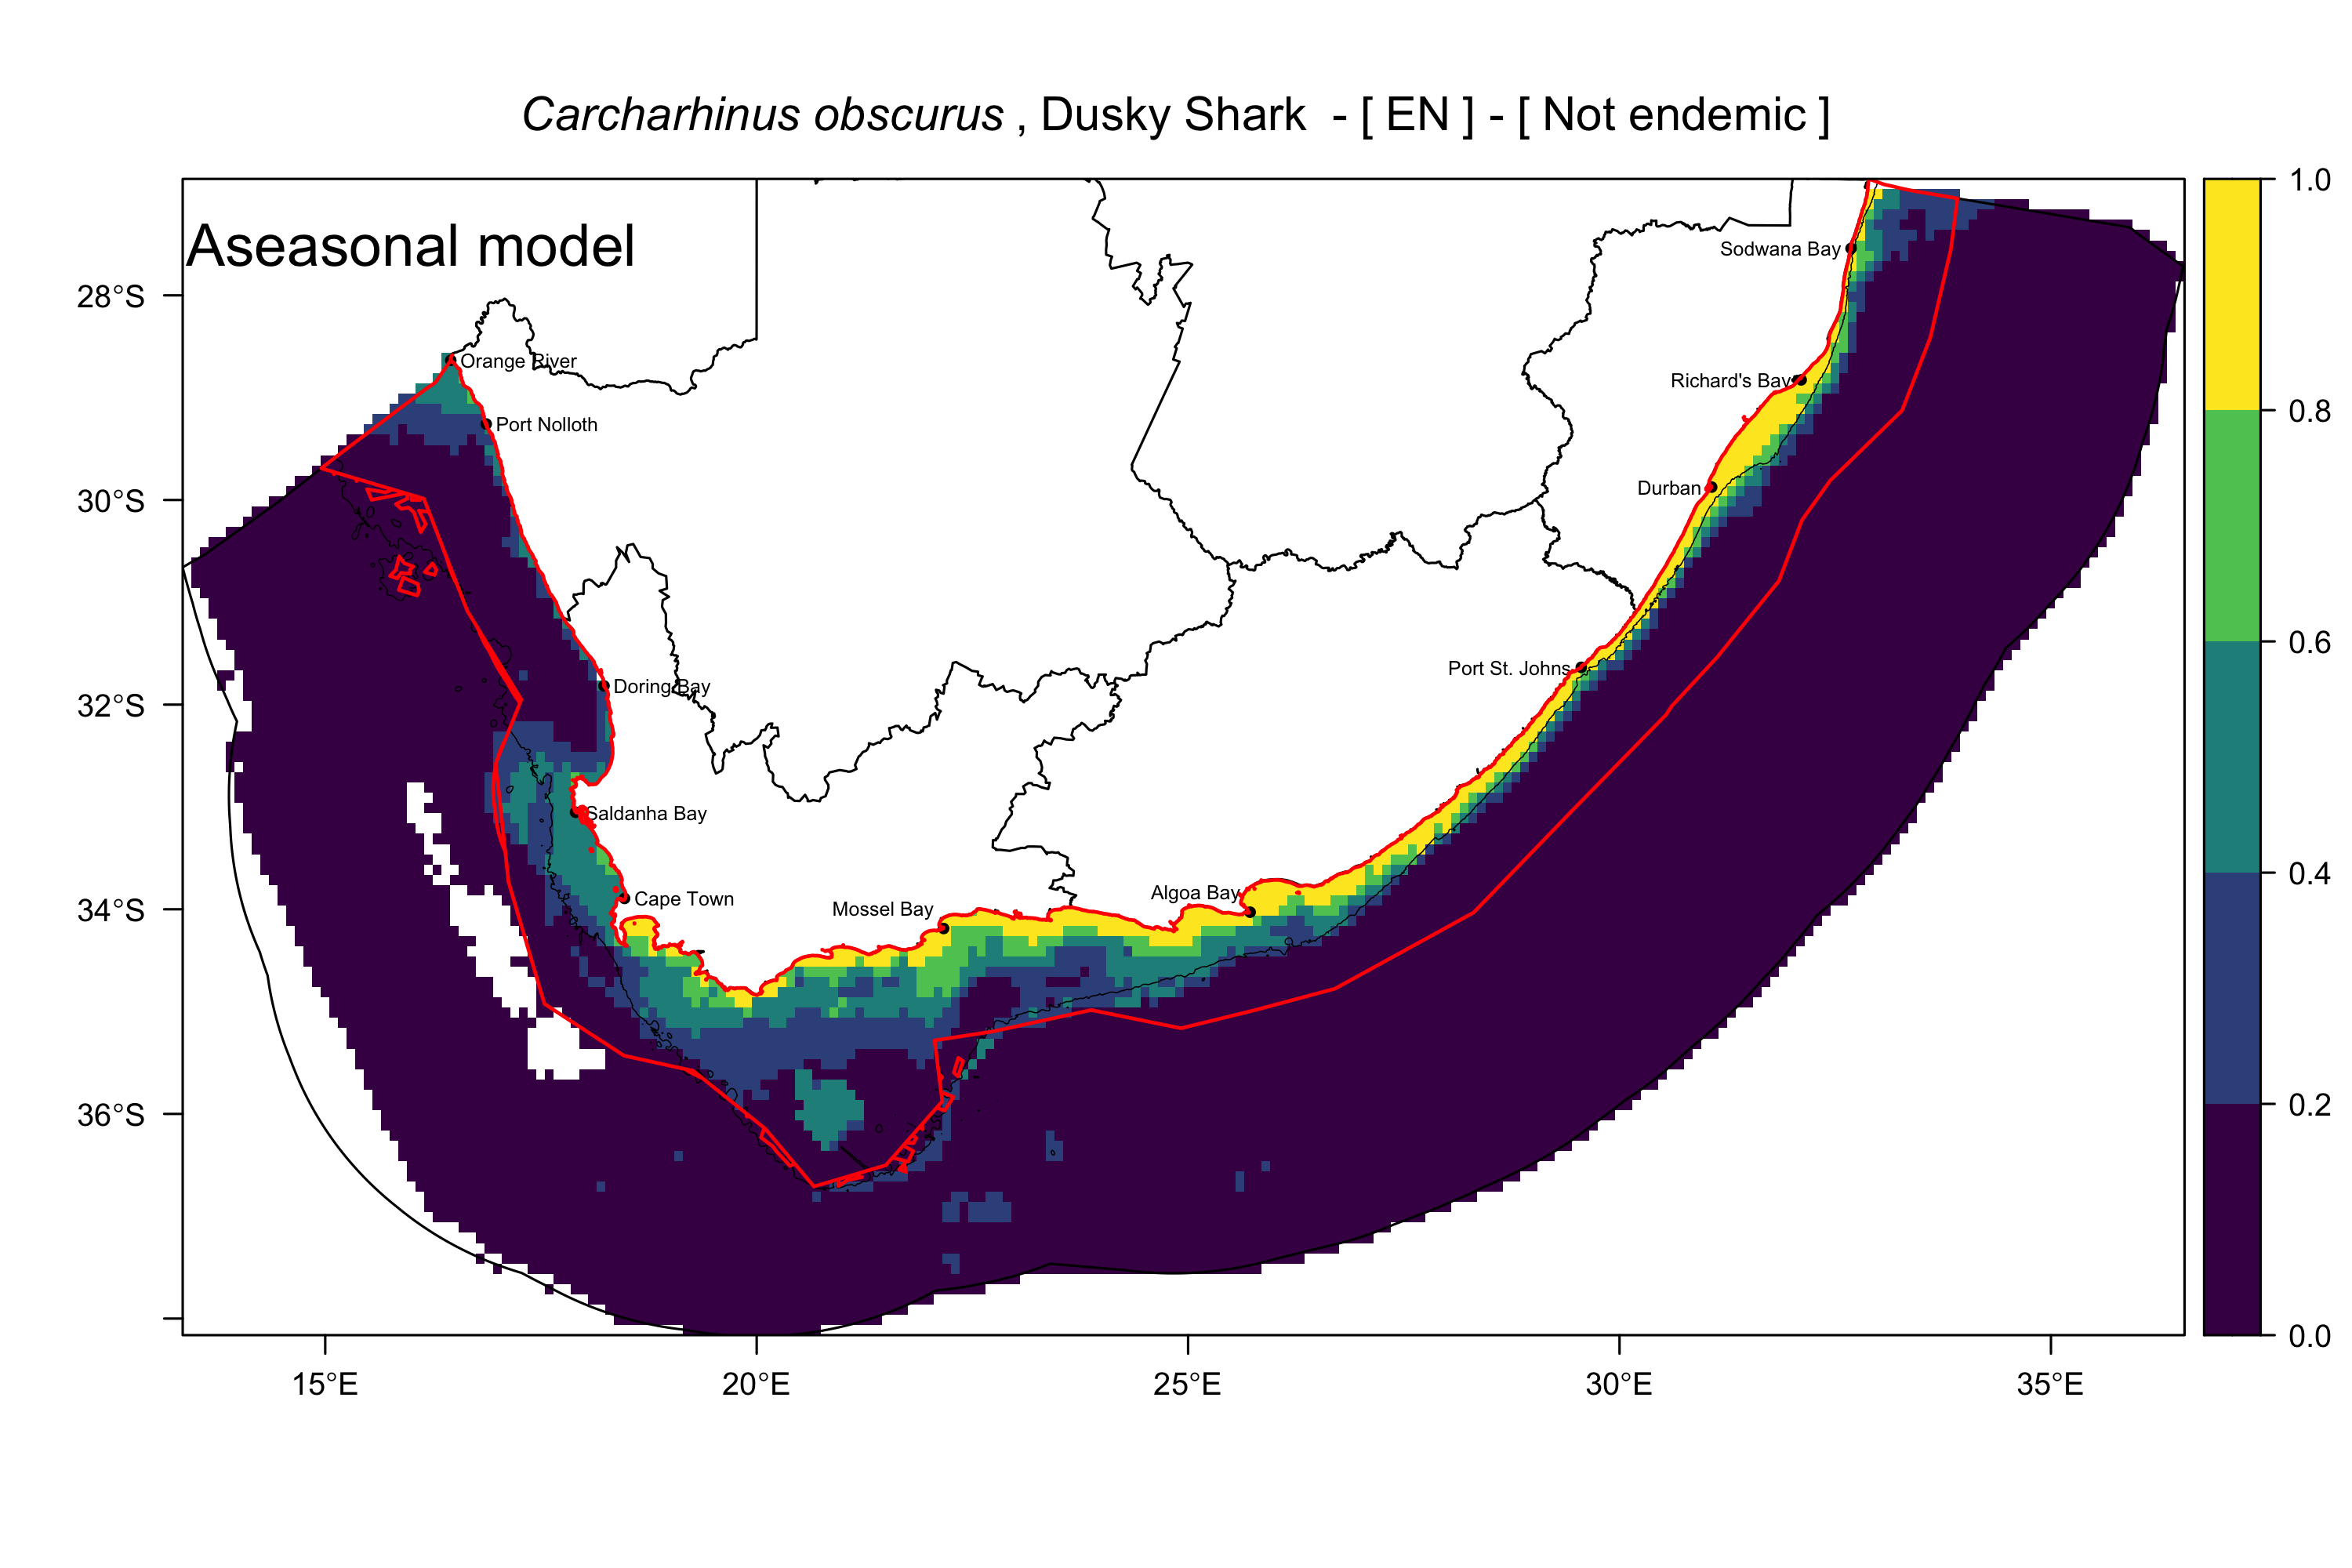 Carcharhinus obscurus , Dusky Shark - [ EN ] - [ Not endemic ]
Aseasonal model
1.0
0.8
0.6
0.4
0.2
0.0
28°S
30°S
32°S
34°S
36°S
15°E
20°E
25°E
30°E
35°E
Sodwana Bay
Orange River
Richard's Bay
Port Nolloth
Durban
Port St. Johns
Doring Bay
Saldanha Bay
Algoa Bay
Cape Town
Mossel Bay